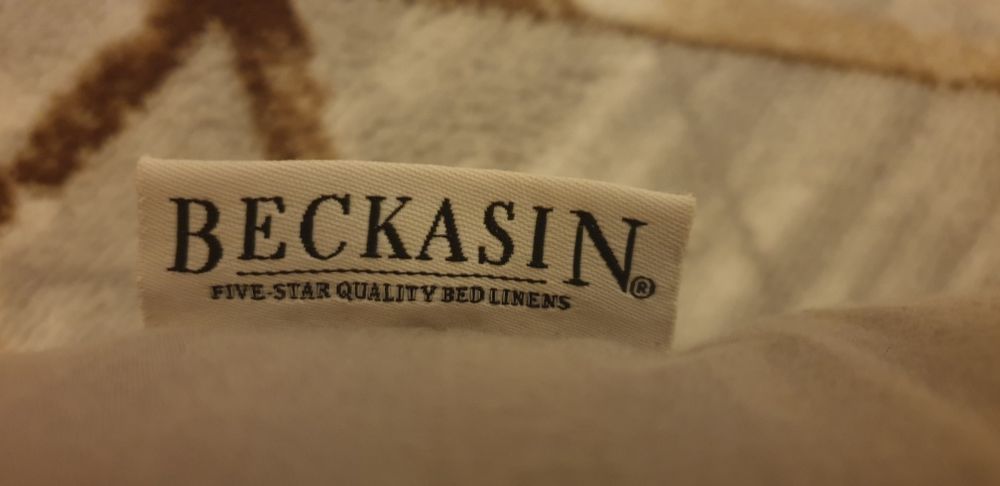 BECKASIN®
FIVE-STAR QUALITY BED LINENS